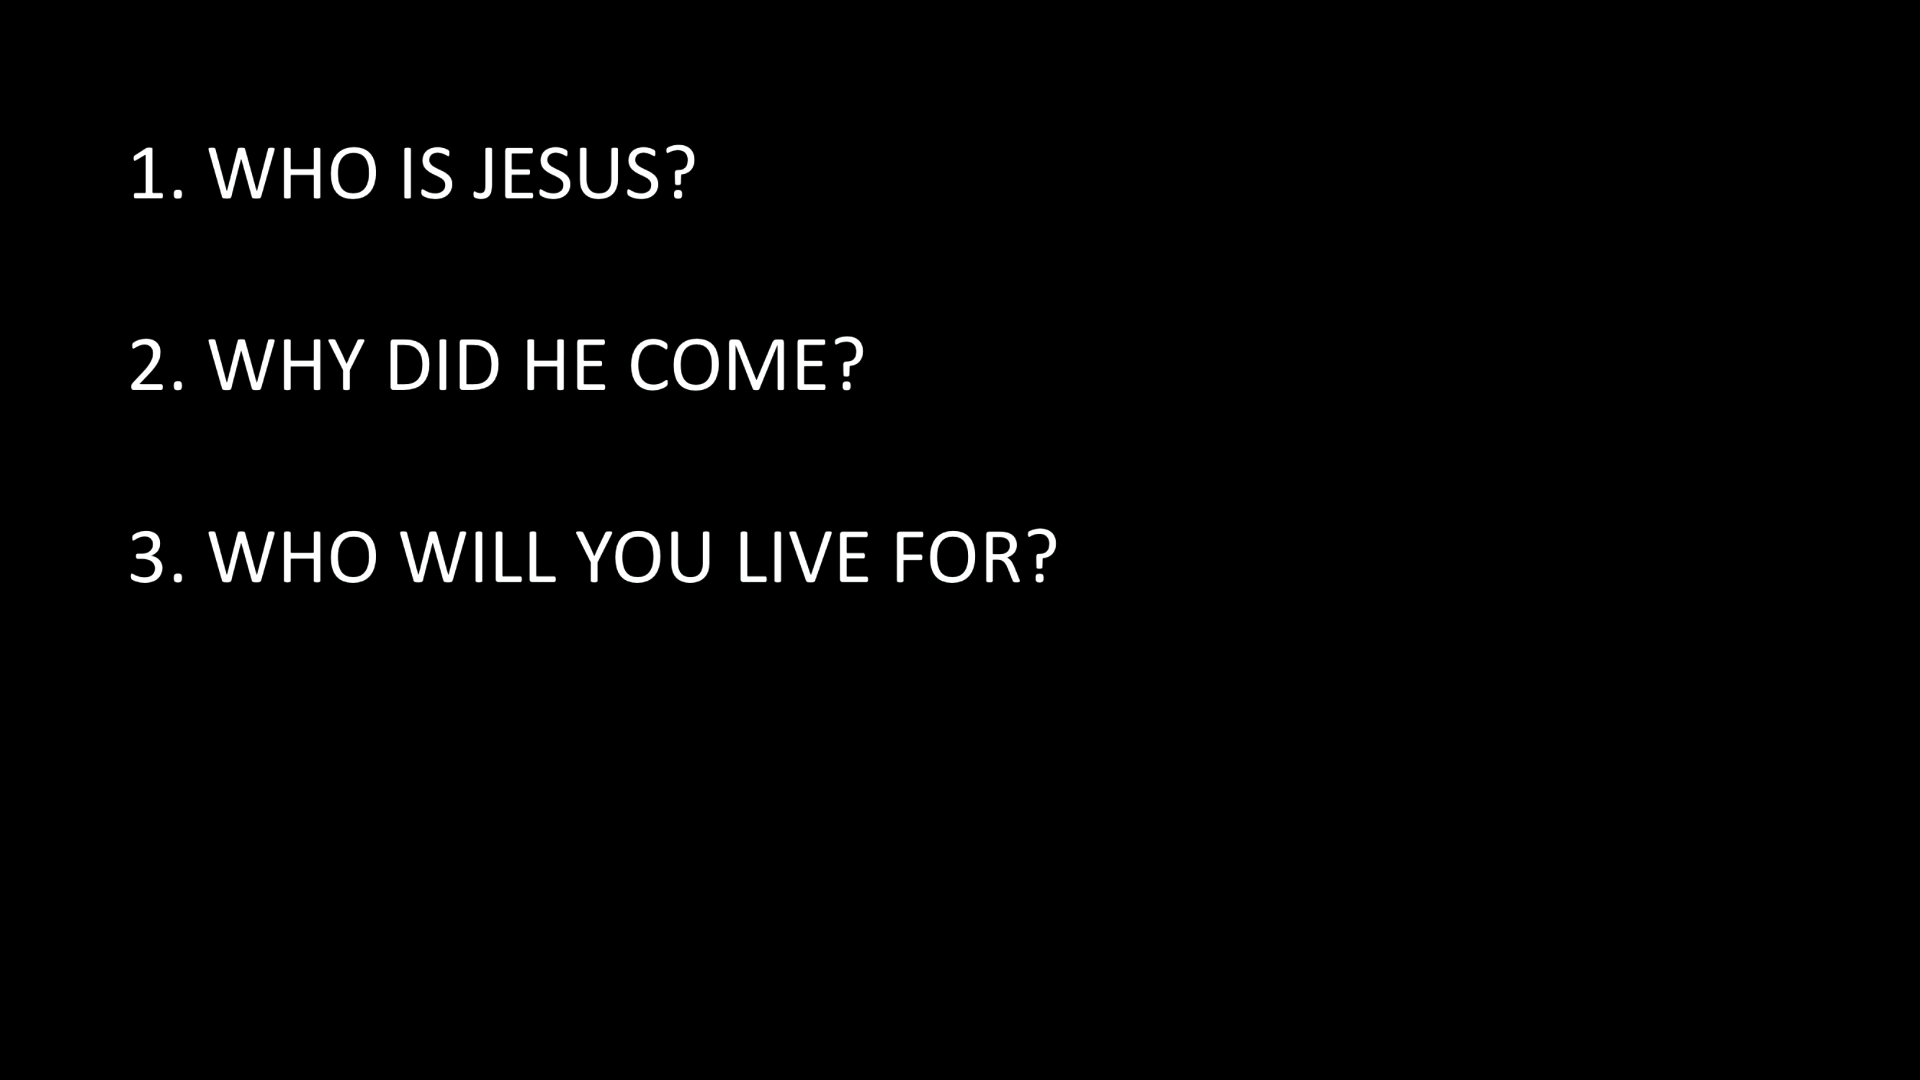 1. WHO IS JESUS?
2. WHY DID HE COME?
3. WHO WILL YOU LIVE FOR?